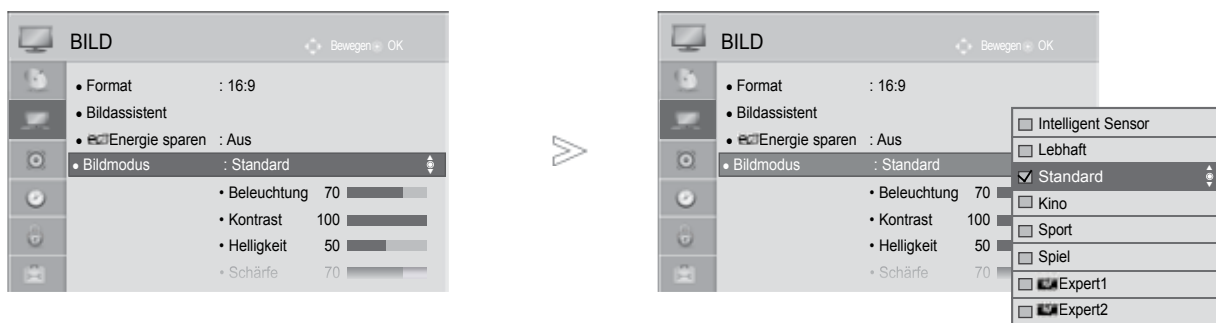 BILD
Bewegen OK
• Format : 16:9
• Bildassistent
• Energie sparen : Aus
• Bildmodus : Standard
• Beleuchtung 70
• Kontrast 100
• Helligkeit 50
• Schärfe 70
BILD
Bewegen OK
• Format : 16:9
• Bildassistent
• Energie sparen : Aus
• Bildmodus : Standard
• Beleuchtung 70
• Kontrast 100
• Helligkeit 50
• Schärfe 70
Intelligent Sensor
Lebhaft
Standard
Kino
Sport
Spiel
Expert1
Expert2